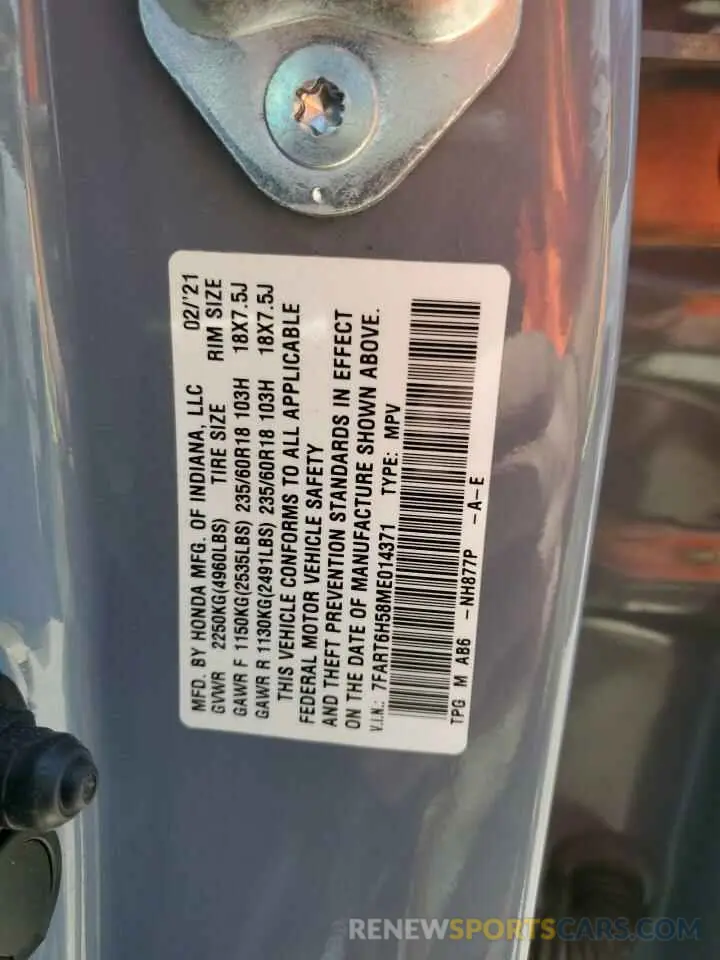 MFD. BY HONDA MFG. OF INDIANA, LLC 02/'21
GVWR 2250KG(4960LBS) TIRE SIZE RIM SIZE
GAWR F 1150KG(2535LBS) 235/60R18 103H 18X7.5J
GAWR R 1130KG(2491LBS) 235/60R18 103H 18X7.5J
THIS VEHICLE CONFORMS TO ALL APPLICABLE
FEDERAL MOTOR VEHICLE SAFETY
AND THEFT PREVENTION STANDARDS IN EFFECT
ON THE DATE OF MANUFACTURE SHOWN ABOVE.
V.I.N.: 7FART6H58ME014371 TYPE: MPV
TPG M AB6 -NH877P -A-E
RENEWSPORTSCARS.COM